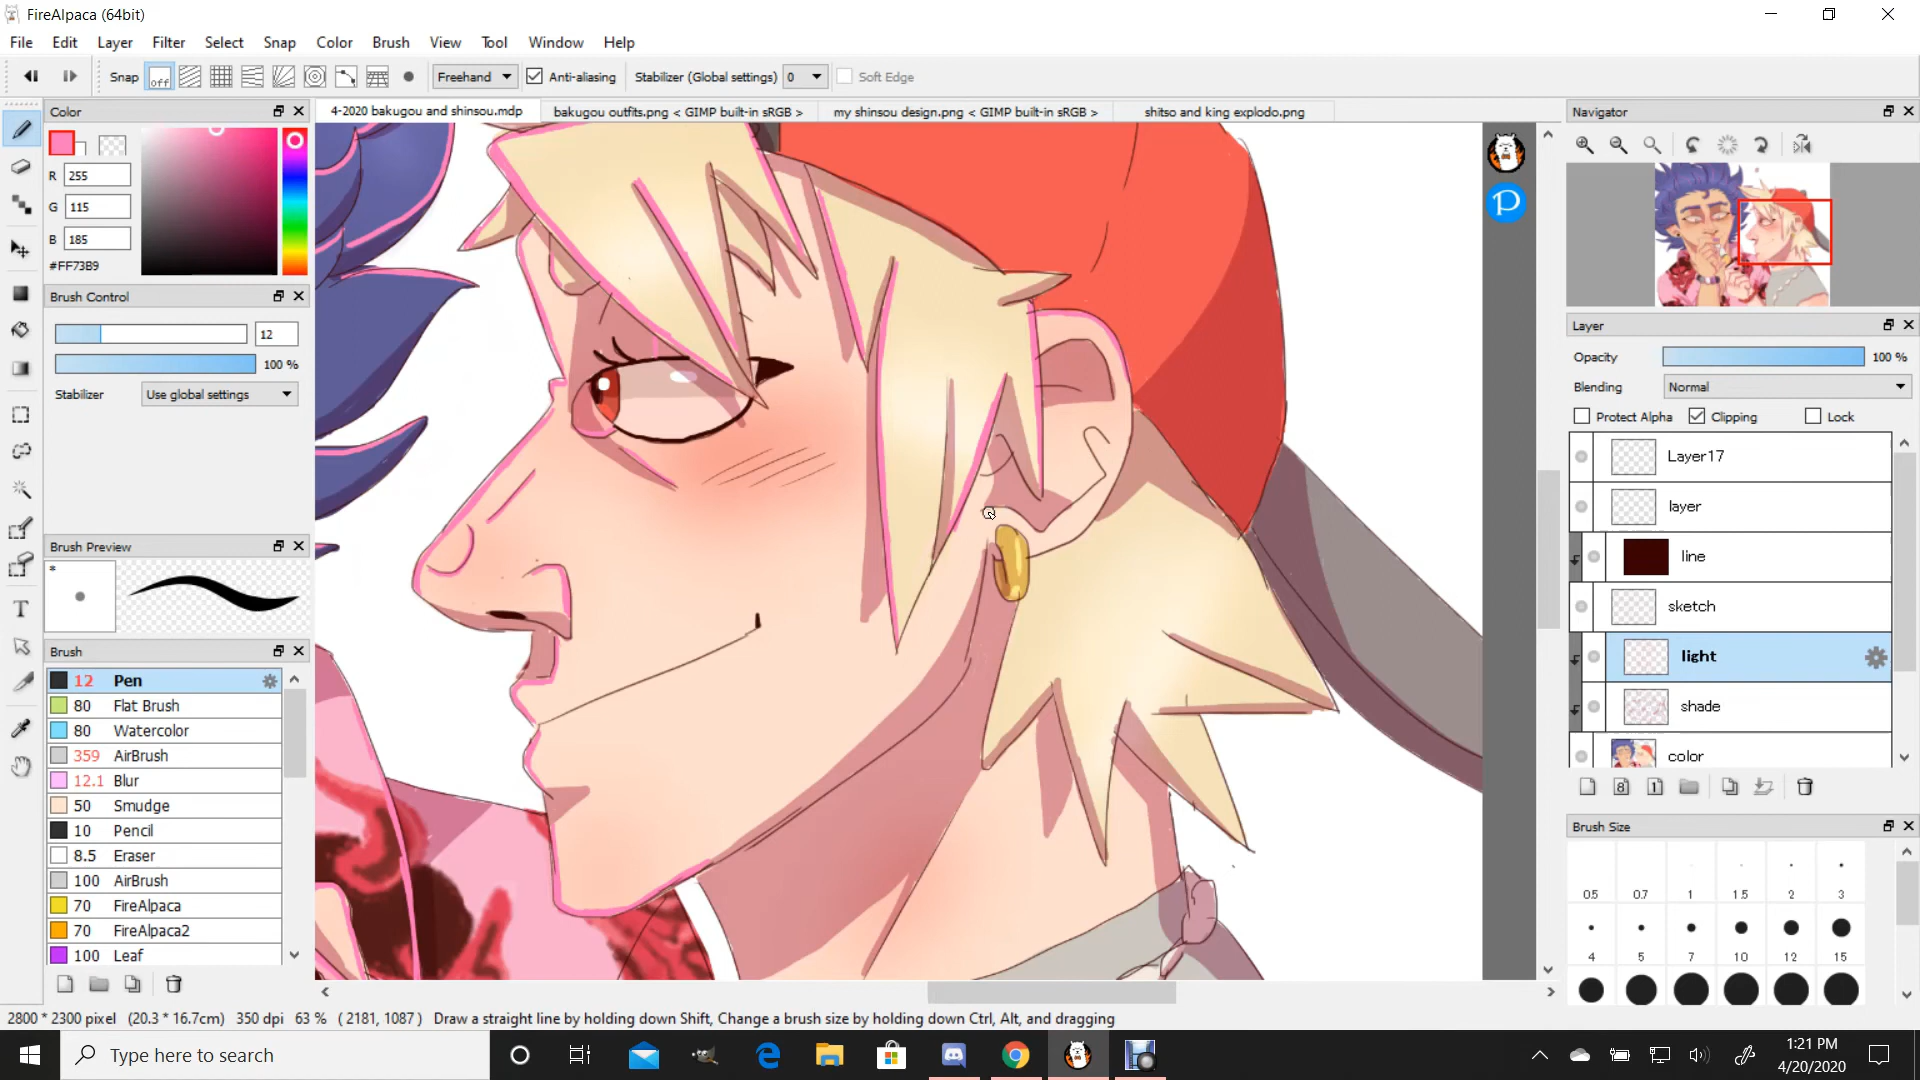 FireAlpaca (64bit)
File Edit Layer Filter Select Snap Color Brush View Tool Window Help
Snap off Freehand Anti-aliasing Stabilizer (Global settings) 0 Soft Edge
Color 4-2020 bakugou and shinsou.mdp bakugou outfits.png < GIMP built-in sRGB > my shinsou design.png < GIMP built-in sRGB > shitso and king explodo.png Navigator
R 255
G 115
B 185
#FF73B9
P
Brush Control
12
100 %
Stabilizer Use global settings
Layer
Opacity 100 %
Blending Normal
Protect Alpha Clipping Lock
Layer17
layer
line
sketch
light
shade
color
8 1
Brush Preview
*
Brush
12 Pen
80 Flat Brush
80 Watercolor
359 AirBrush
12.1 Blur
50 Smudge
10 Pencil
8.5 Eraser
100 AirBrush
70 FireAlpaca
70 FireAlpaca2
100 Leaf
T
Brush Size
0.5 0.7 1 1.5 2 3
4 5 7 10 12 15
2800 * 2300 pixel (20.3 * 16.7cm) 350 dpi 63 % ( 2181, 1087 ) Draw a straight line by holding down Shift, Change a brush size by holding down Ctrl, Alt, and dragging
Type here to search
1:21 PM
4/20/2020